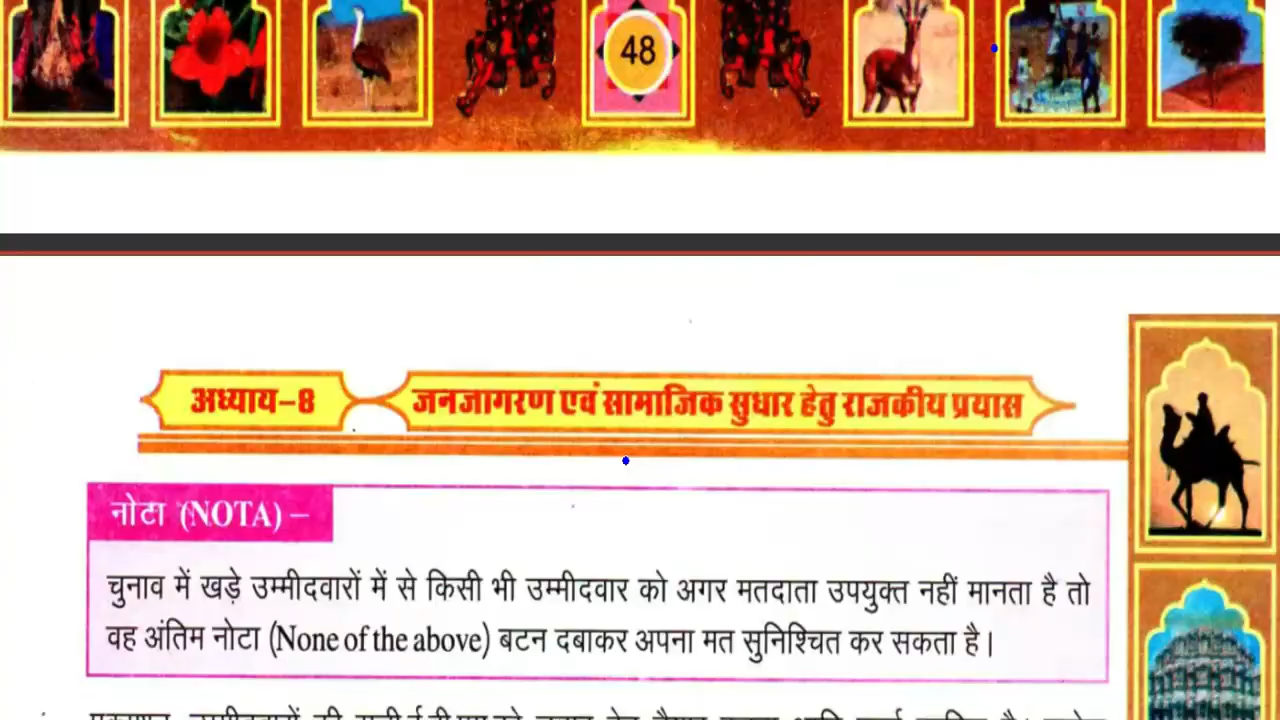 48
अध्याय–8 जनजागरण एवं सामाजिक सुधार हेतु राजकीय प्रयास
नोटा (NOTA) –
चुनाव में खड़े उम्मीदवारों में से किसी भी उम्मीदवार को अगर मतदाता उपयुक्त नहीं मानता है तो
वह अंतिम नोटा (None of the above) बटन दबाकर अपना मत सुनिश्चित कर सकता है।